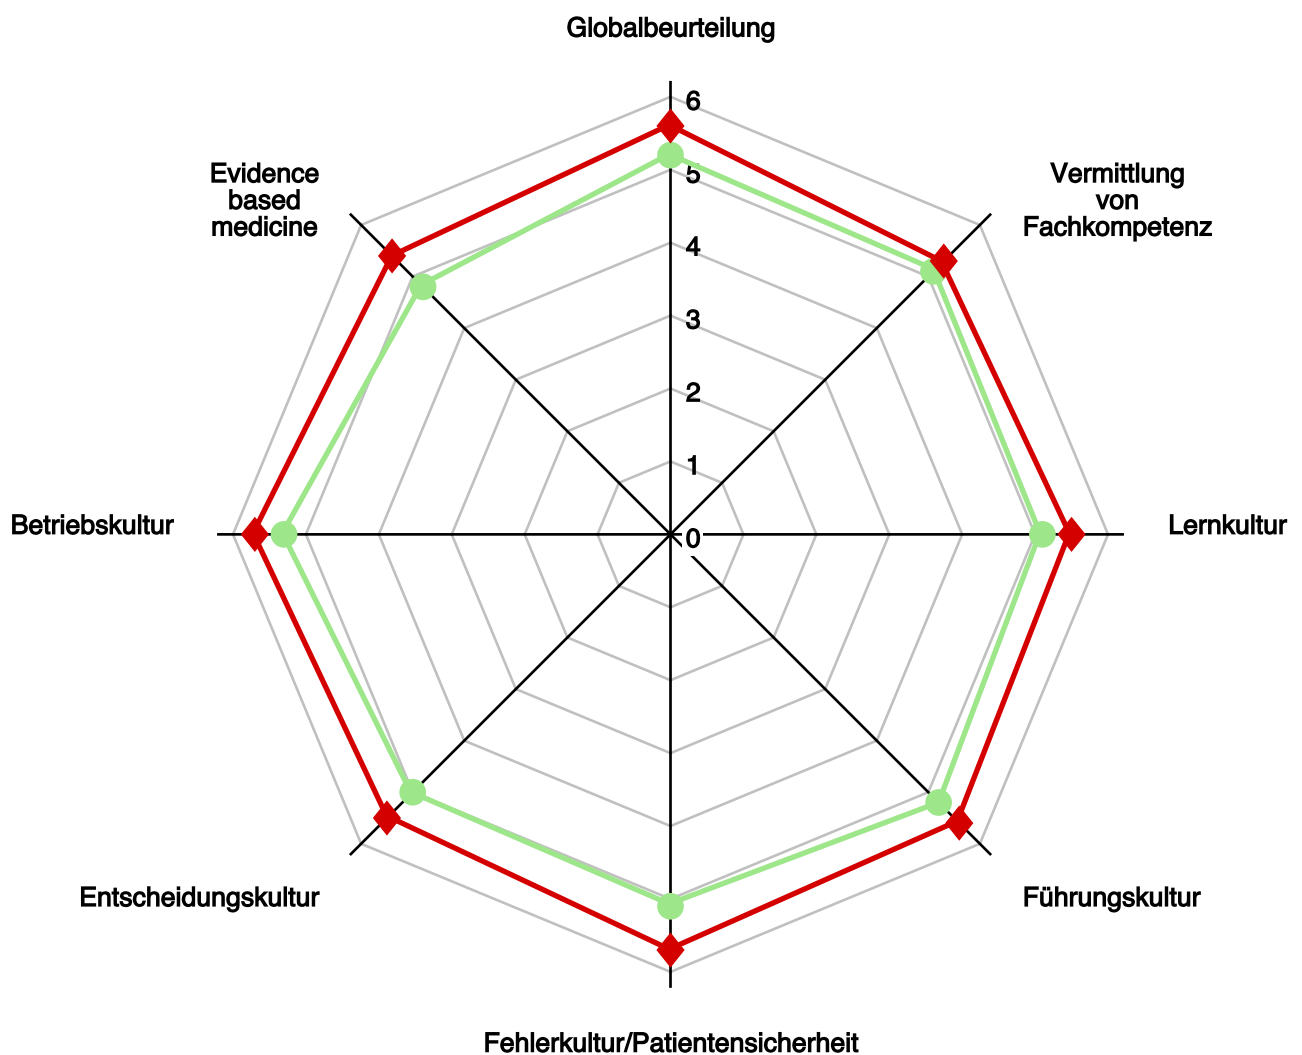 Globalbeurteilung
6
Evidence
based
medicine
5
Vermittlung
von
Fachkompetenz
4
3
2
1
Betriebskultur
0
Lernkultur
Entscheidungskultur
Führungskultur
Fehlerkultur/Patientensicherheit